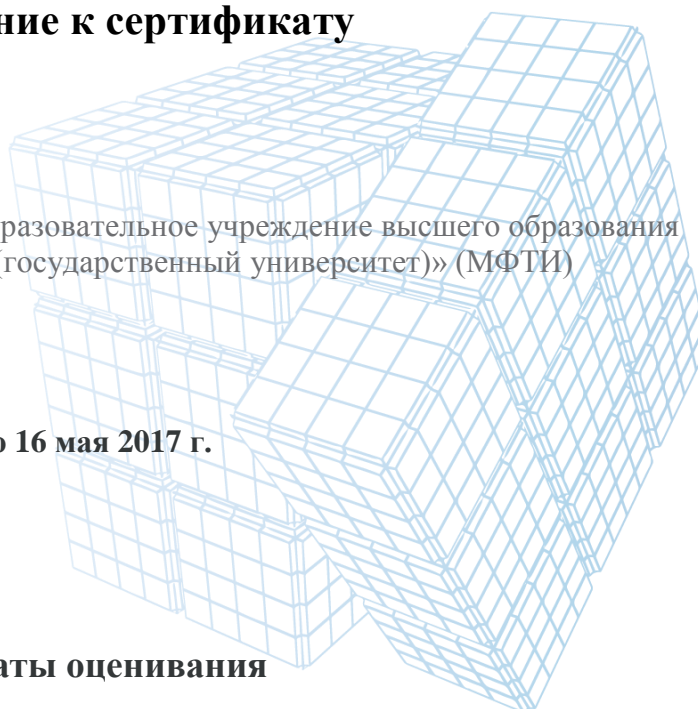 ние к сертификату
разовательное учреждение высшего образования
(государственный университет)» (МФТИ)
о 16 мая 2017 г.
аты оценивания